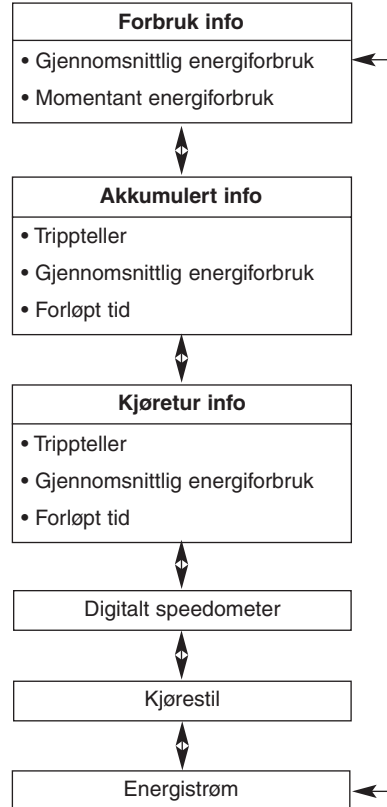 Forbruk info
• Gjennomsnittlig energiforbruk
• Momentant energiforbruk
Akkumulert info
• Trippteller
• Gjennomsnittlig energiforbruk
• Forløpt tid
Kjøretur info
• Trippteller
• Gjennomsnittlig energiforbruk
• Forløpt tid
Digitalt speedometer
Kjørestil
Energistrøm